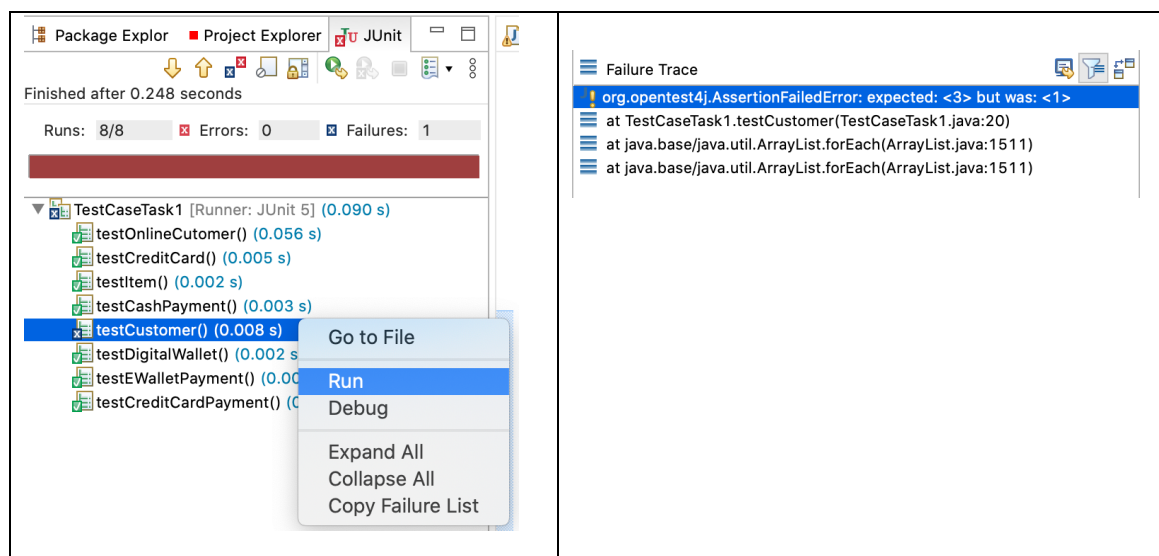 Package Explor Project Explorer JUnit
Finished after 0.248 seconds
Runs: 8/8 Errors: 0 Failures: 1
TestCaseTask1 [Runner: JUnit 5] (0.090 s)
testOnlineCutomer() (0.056 s)
testCreditCard() (0.005 s)
testItem() (0.002 s)
testCashPayment() (0.003 s)
testCustomer() (0.008 s)
testDigitalWallet() (0.002 s
testEWalletPayment() (0.00
testCreditCardPayment() (0
Go to File
Run
Debug
Expand All
Collapse All
Copy Failure List
Failure Trace
org.opentest4j.AssertionFailedError: expected: <3> but was: <1>
at TestCaseTask1.testCustomer(TestCaseTask1.java:20)
at java.base/java.util.ArrayList.forEach(ArrayList.java:1511)
at java.base/java.util.ArrayList.forEach(ArrayList.java:1511)